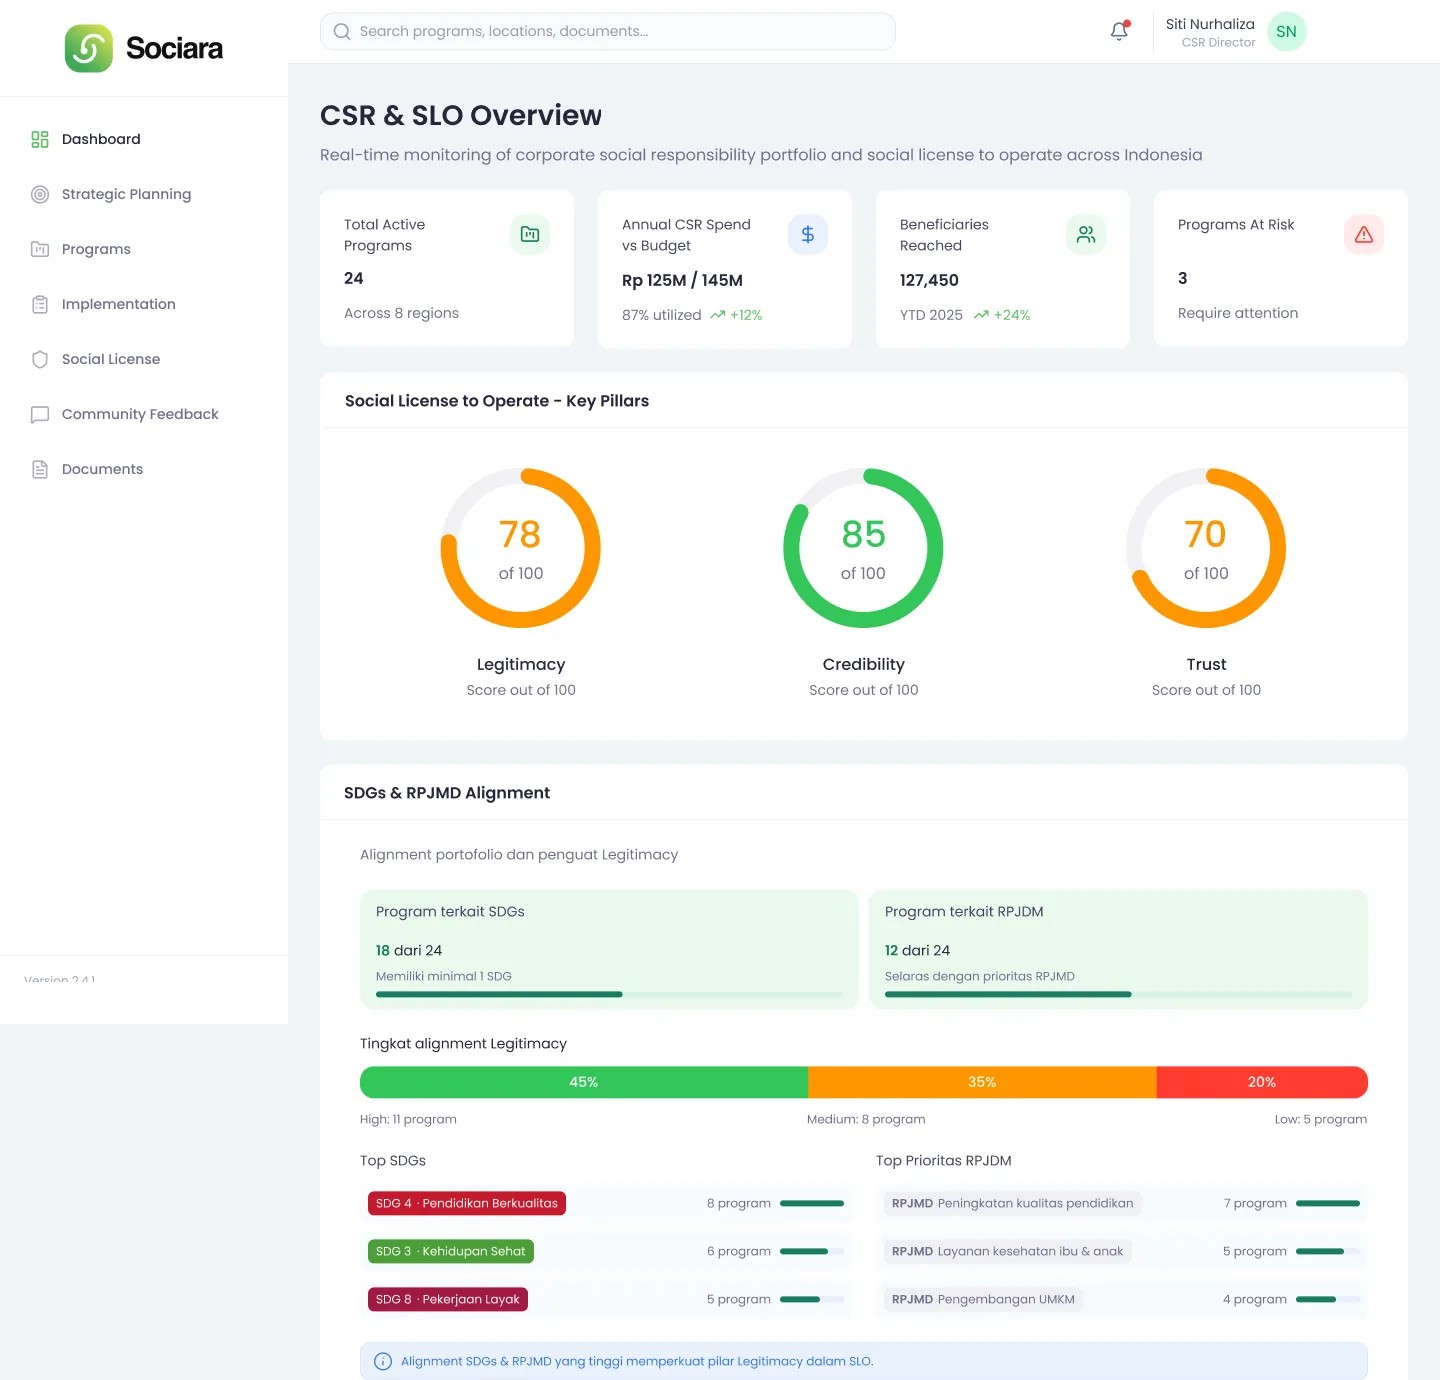 Sociara
Search programs, locations, documents...
Siti Nurhaliza
CSR Director
SN
Dashboard
Strategic Planning
Programs
Implementation
Social License
Community Feedback
Documents
Version 2.4.1
CSR & SLO Overview
Real-time monitoring of corporate social responsibility portfolio and social license to operate across Indonesia
Total Active
Programs
24
Across 8 regions
Annual CSR Spend
vs Budget
Rp 125M / 145M
87% utilized +12%
Beneficiaries
Reached
127,450
YTD 2025 +24%
Programs At Risk
3
Require attention
Social License to Operate - Key Pillars
78
of 100
Legitimacy
Score out of 100
85
of 100
Credibility
Score out of 100
70
of 100
Trust
Score out of 100
SDGs & RPJMD Alignment
Alignment portofolio dan penguat Legitimacy
Program terkait SDGs
18 dari 24
Memiliki minimal 1 SDG
Program terkait RPJDM
12 dari 24
Selaras dengan prioritas RPJMD
Tingkat alignment Legitimacy
45% 35% 20%
High: 11 program Medium: 8 program Low: 5 program
Top SDGs
SDG 4 · Pendidikan Berkualitas 8 program
SDG 3 · Kehidupan Sehat 6 program
SDG 8 · Pekerjaan Layak 5 program
Top Prioritas RPJDM
RPJMD Peningkatan kualitas pendidikan 7 program
RPJMD Layanan kesehatan ibu & anak 5 program
RPJMD Pengembangan UMKM 4 program
Alignment SDGs & RPJMD yang tinggi memperkuat pilar Legitimacy dalam SLO.